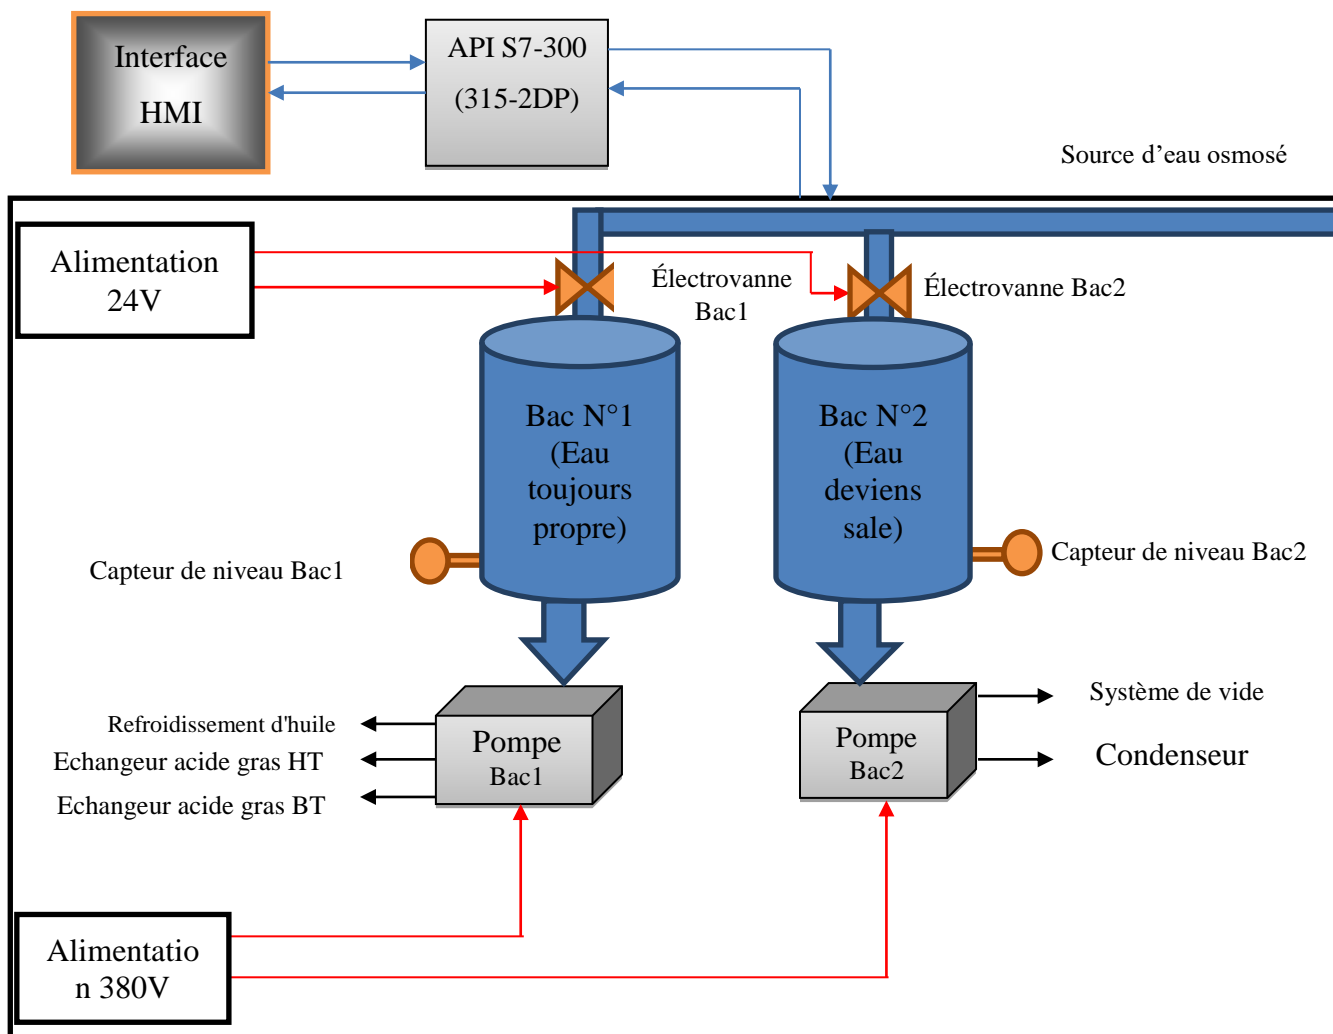 Interface
HMI
API S7-300
(315-2DP)
Source d’eau osmosé
Alimentation
24V
Électrovanne
Bac1
Électrovanne Bac2
Bac N°1
(Eau
toujours
propre)
Bac N°2
(Eau
deviens
sale)
Capteur de niveau Bac1
Capteur de niveau Bac2
Refroidissement d'huile
Echangeur acide gras HT
Echangeur acide gras BT
Pompe
Bac1
Pompe
Bac2
Système de vide
Condenseur
Alimentatio
n 380V